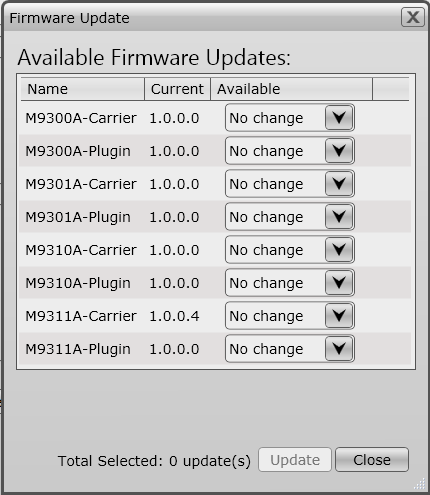 Firmware Update
Available Firmware Updates:
Name Current Available
M9300A-Carrier 1.0.0.0 No change
M9300A-Plugin 1.0.0.0 No change
M9301A-Carrier 1.0.0.0 No change
M9301A-Plugin 1.0.0.0 No change
M9310A-Carrier 1.0.0.0 No change
M9310A-Plugin 1.0.0.0 No change
M9311A-Carrier 1.0.0.4 No change
M9311A-Plugin 1.0.0.0 No change
Total Selected: 0 update(s) Update Close